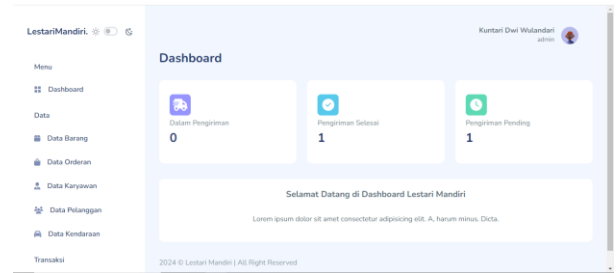 LestariMandiri.
Kuntari Dwi Wulandari
admin
Menu
Dashboard
Data
Data Barang
Data Orderan
Data Karyawan
Data Pelanggan
Data Kendaraan
Transaksi
Dashboard
Dalam Pengiriman
0
Pengiriman Selesai
1
Pengiriman Pending
1
Selamat Datang di Dashboard Lestari Mandiri
Lorem ipsum dolor sit amet consectetur adipisicing elit. A, harum minus. Dicta.
2024 © Lestari Mandiri | All Right Reserved